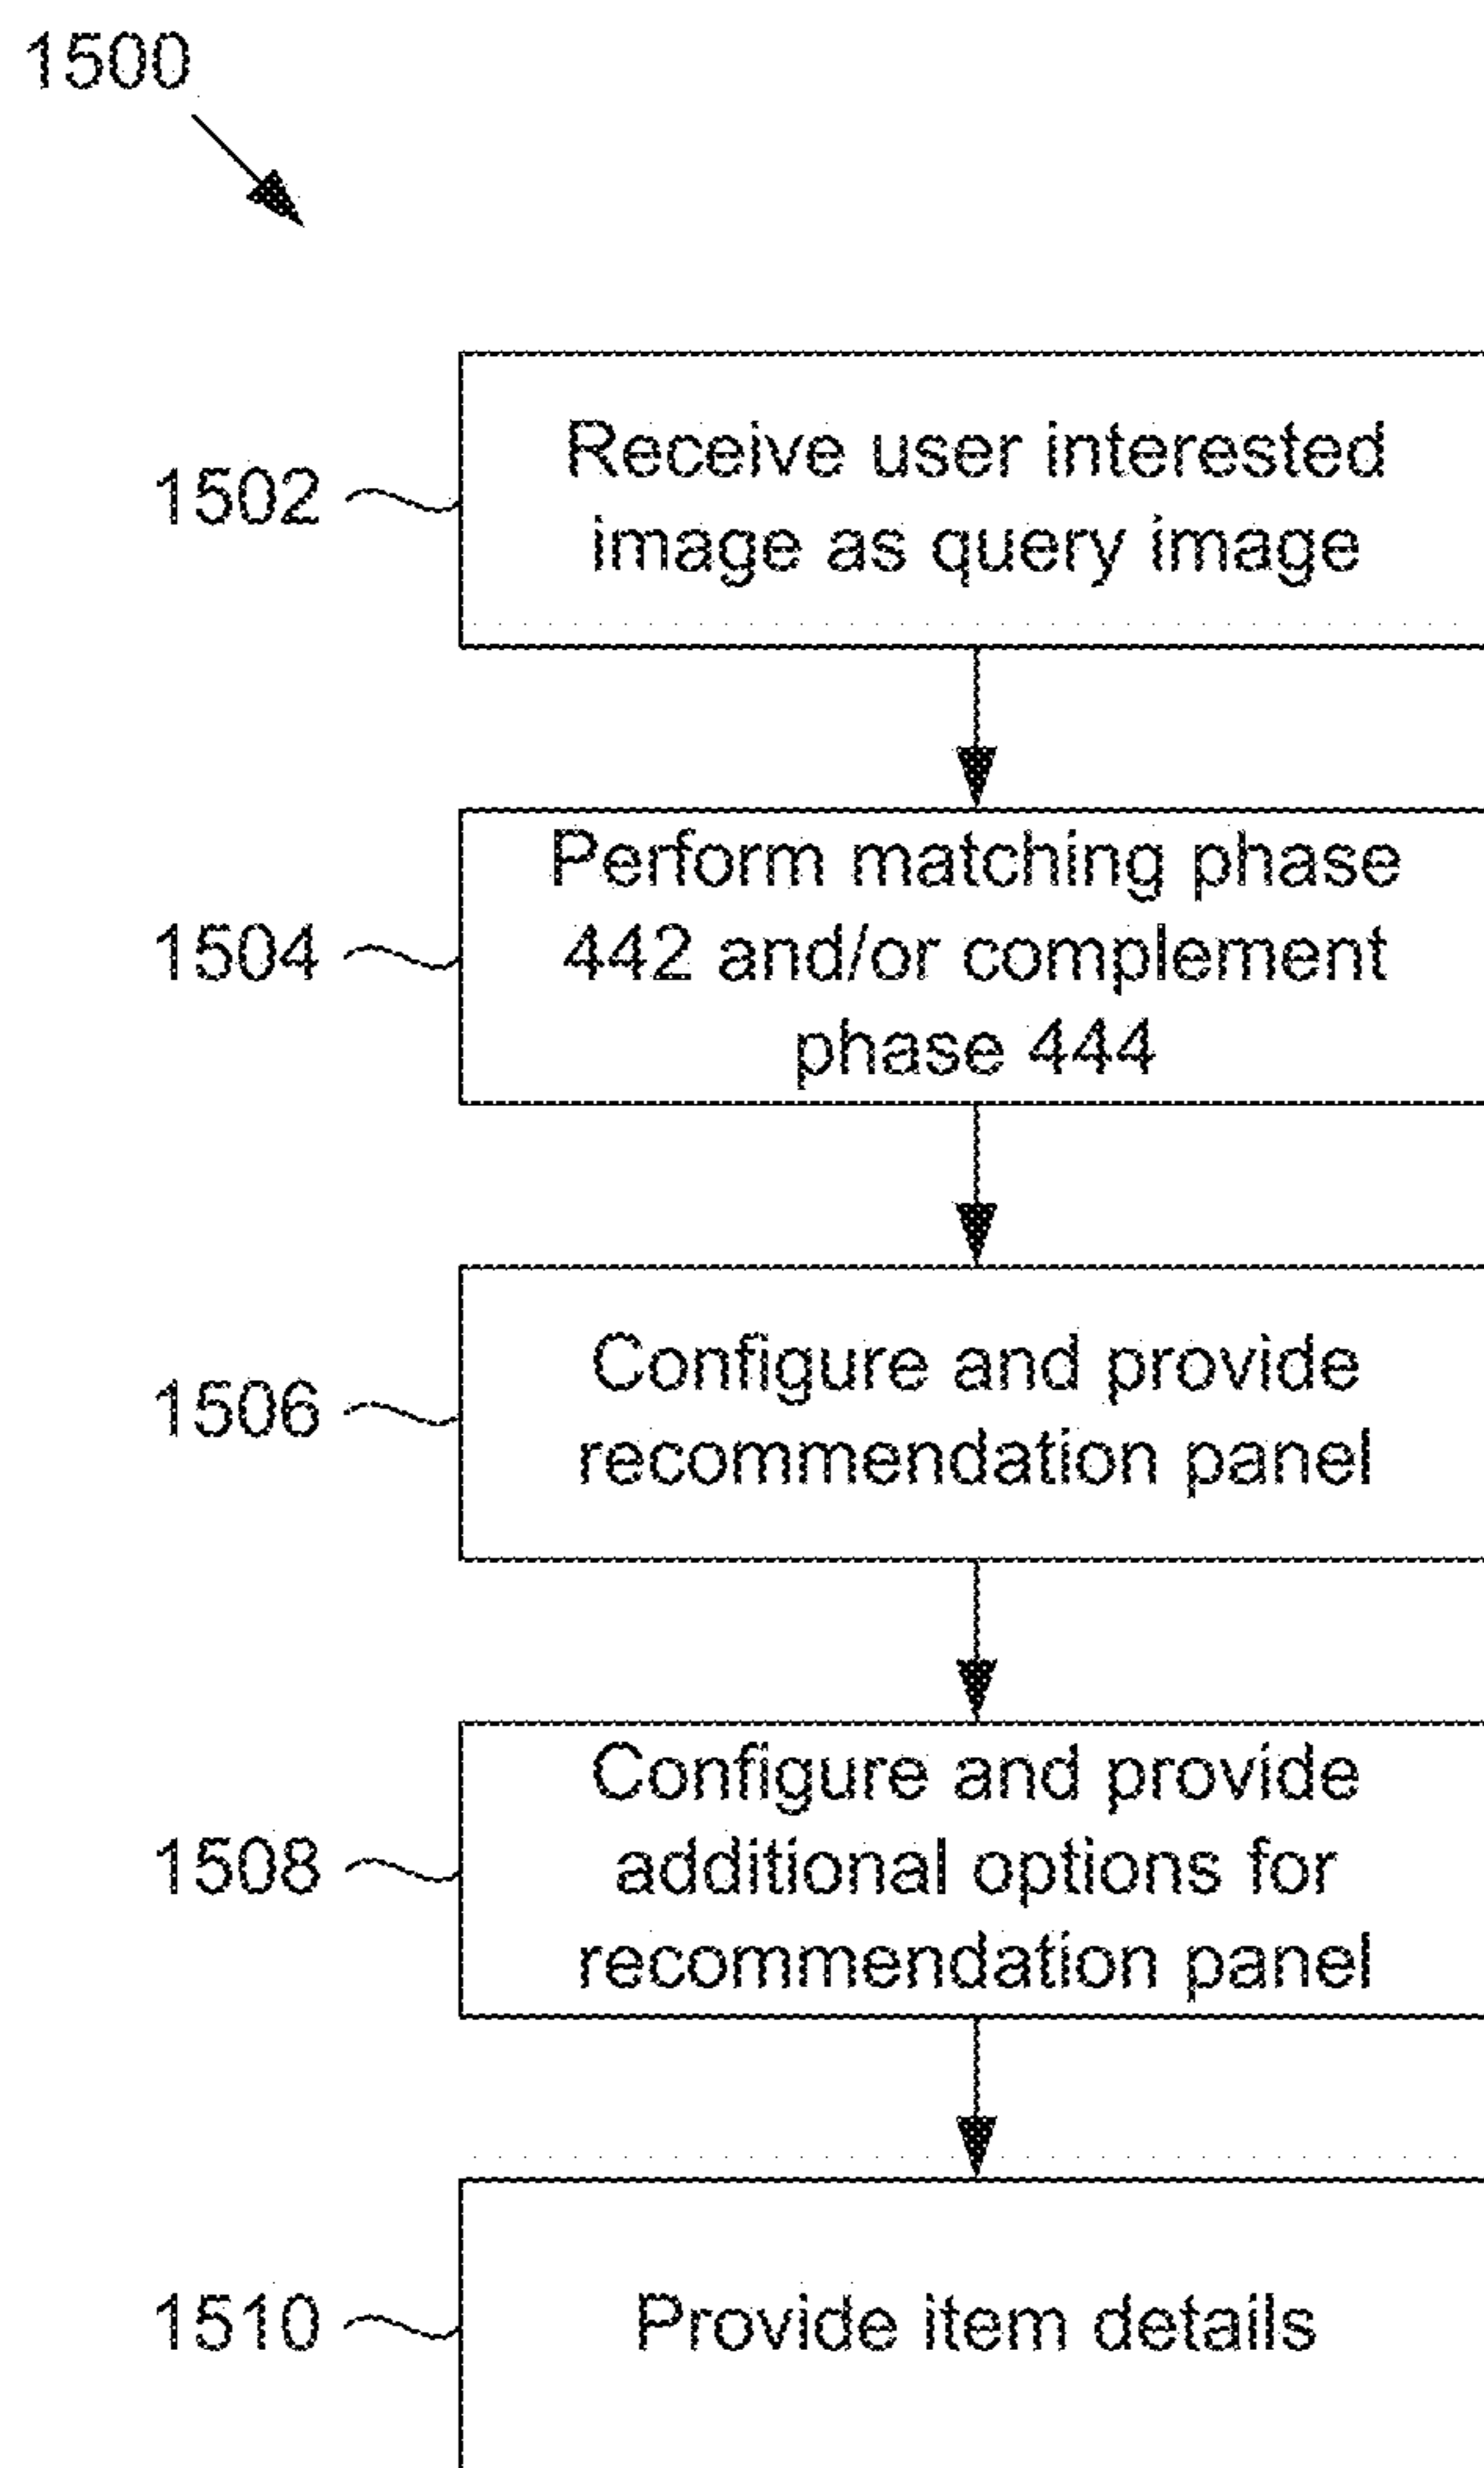 1500
1502
Receive user interested
image as query image
1504
Perform matching phase
442 and/or complement
phase 444
1506
Configure and provide
recommendation panel
1508
Configure and provide
additional options for
recommendation panel
1510
Provide item details